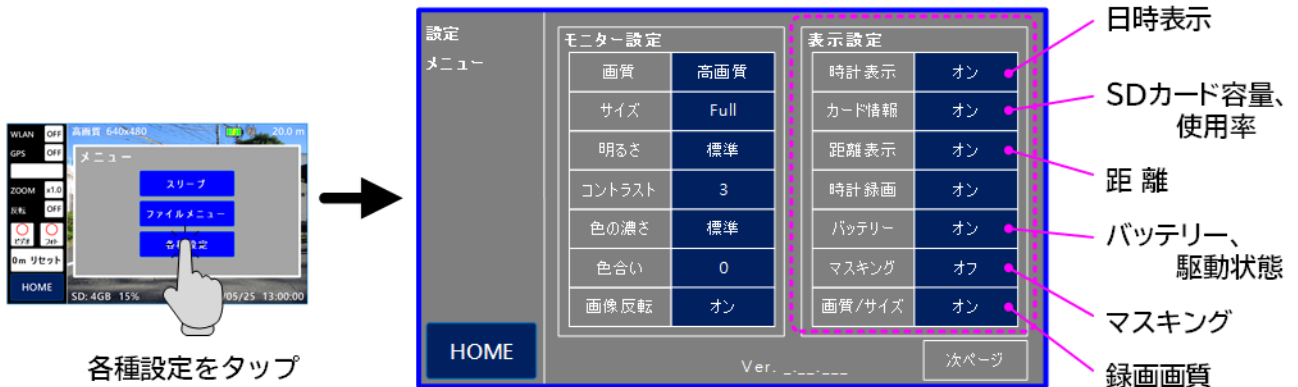 WLAN OFF
GPS OFF
ZOOM x1.0
反転 OFF
ビデオ フォト
0m リセット
HOME
高画質 640x480 20.0 m
メニュー
スリープ
ファイルメニュー
各種設定
SD: 4GB 15% /05/25 13:00:00
各種設定をタップ
設定
メニュー
HOME
モニター設定
画質 高画質
サイズ Full
明るさ 標準
コントラスト 3
色の濃さ 標準
色合い 0
画像反転 オン
表示設定
時計表示 オン
カード情報 オン
距離表示 オン
時計録画 オン
バッテリー オン
マスキング オフ
画質/サイズ オン
Ver. _.__.___
次ページ
日時表示
SDカード容量、
使用率
距 離
バッテリー、
駆動状態
マスキング
録画画質